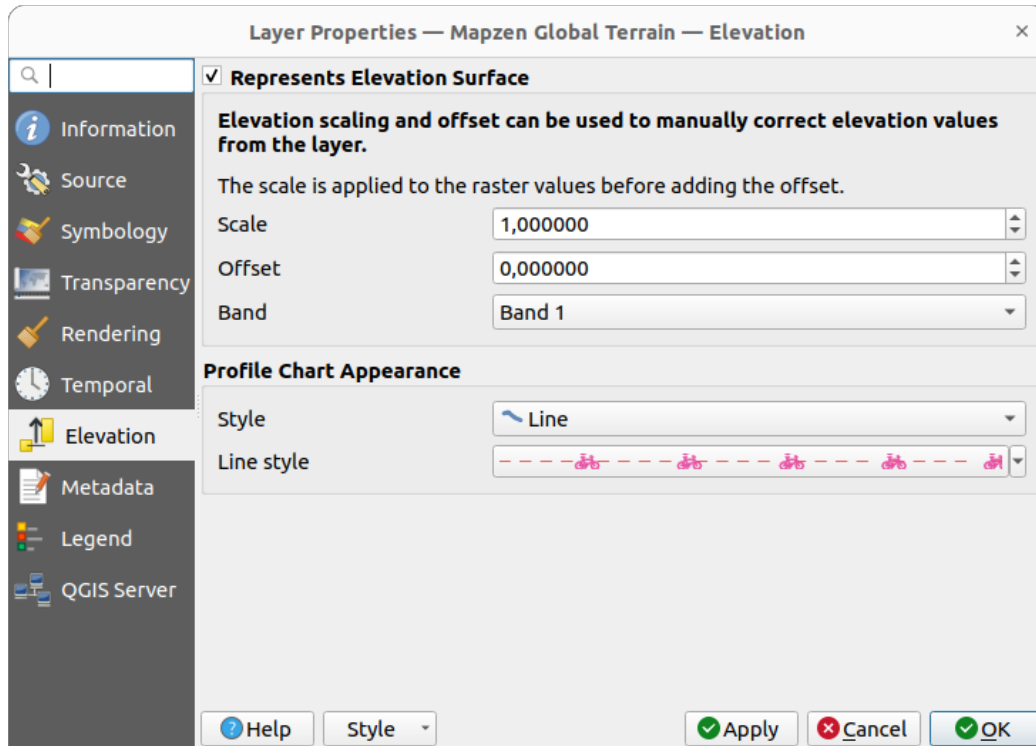 Layer Properties — Mapzen Global Terrain — Elevation
Information
Source
Symbology
Transparency
Rendering
Temporal
Elevation
Metadata
Legend
QGIS Server
Represents Elevation Surface
Elevation scaling and offset can be used to manually correct elevation values
from the layer.
The scale is applied to the raster values before adding the offset.
Scale 1,000000
Offset 0,000000
Band Band 1
Profile Chart Appearance
Style Line
Line style
Help Style Apply Cancel OK